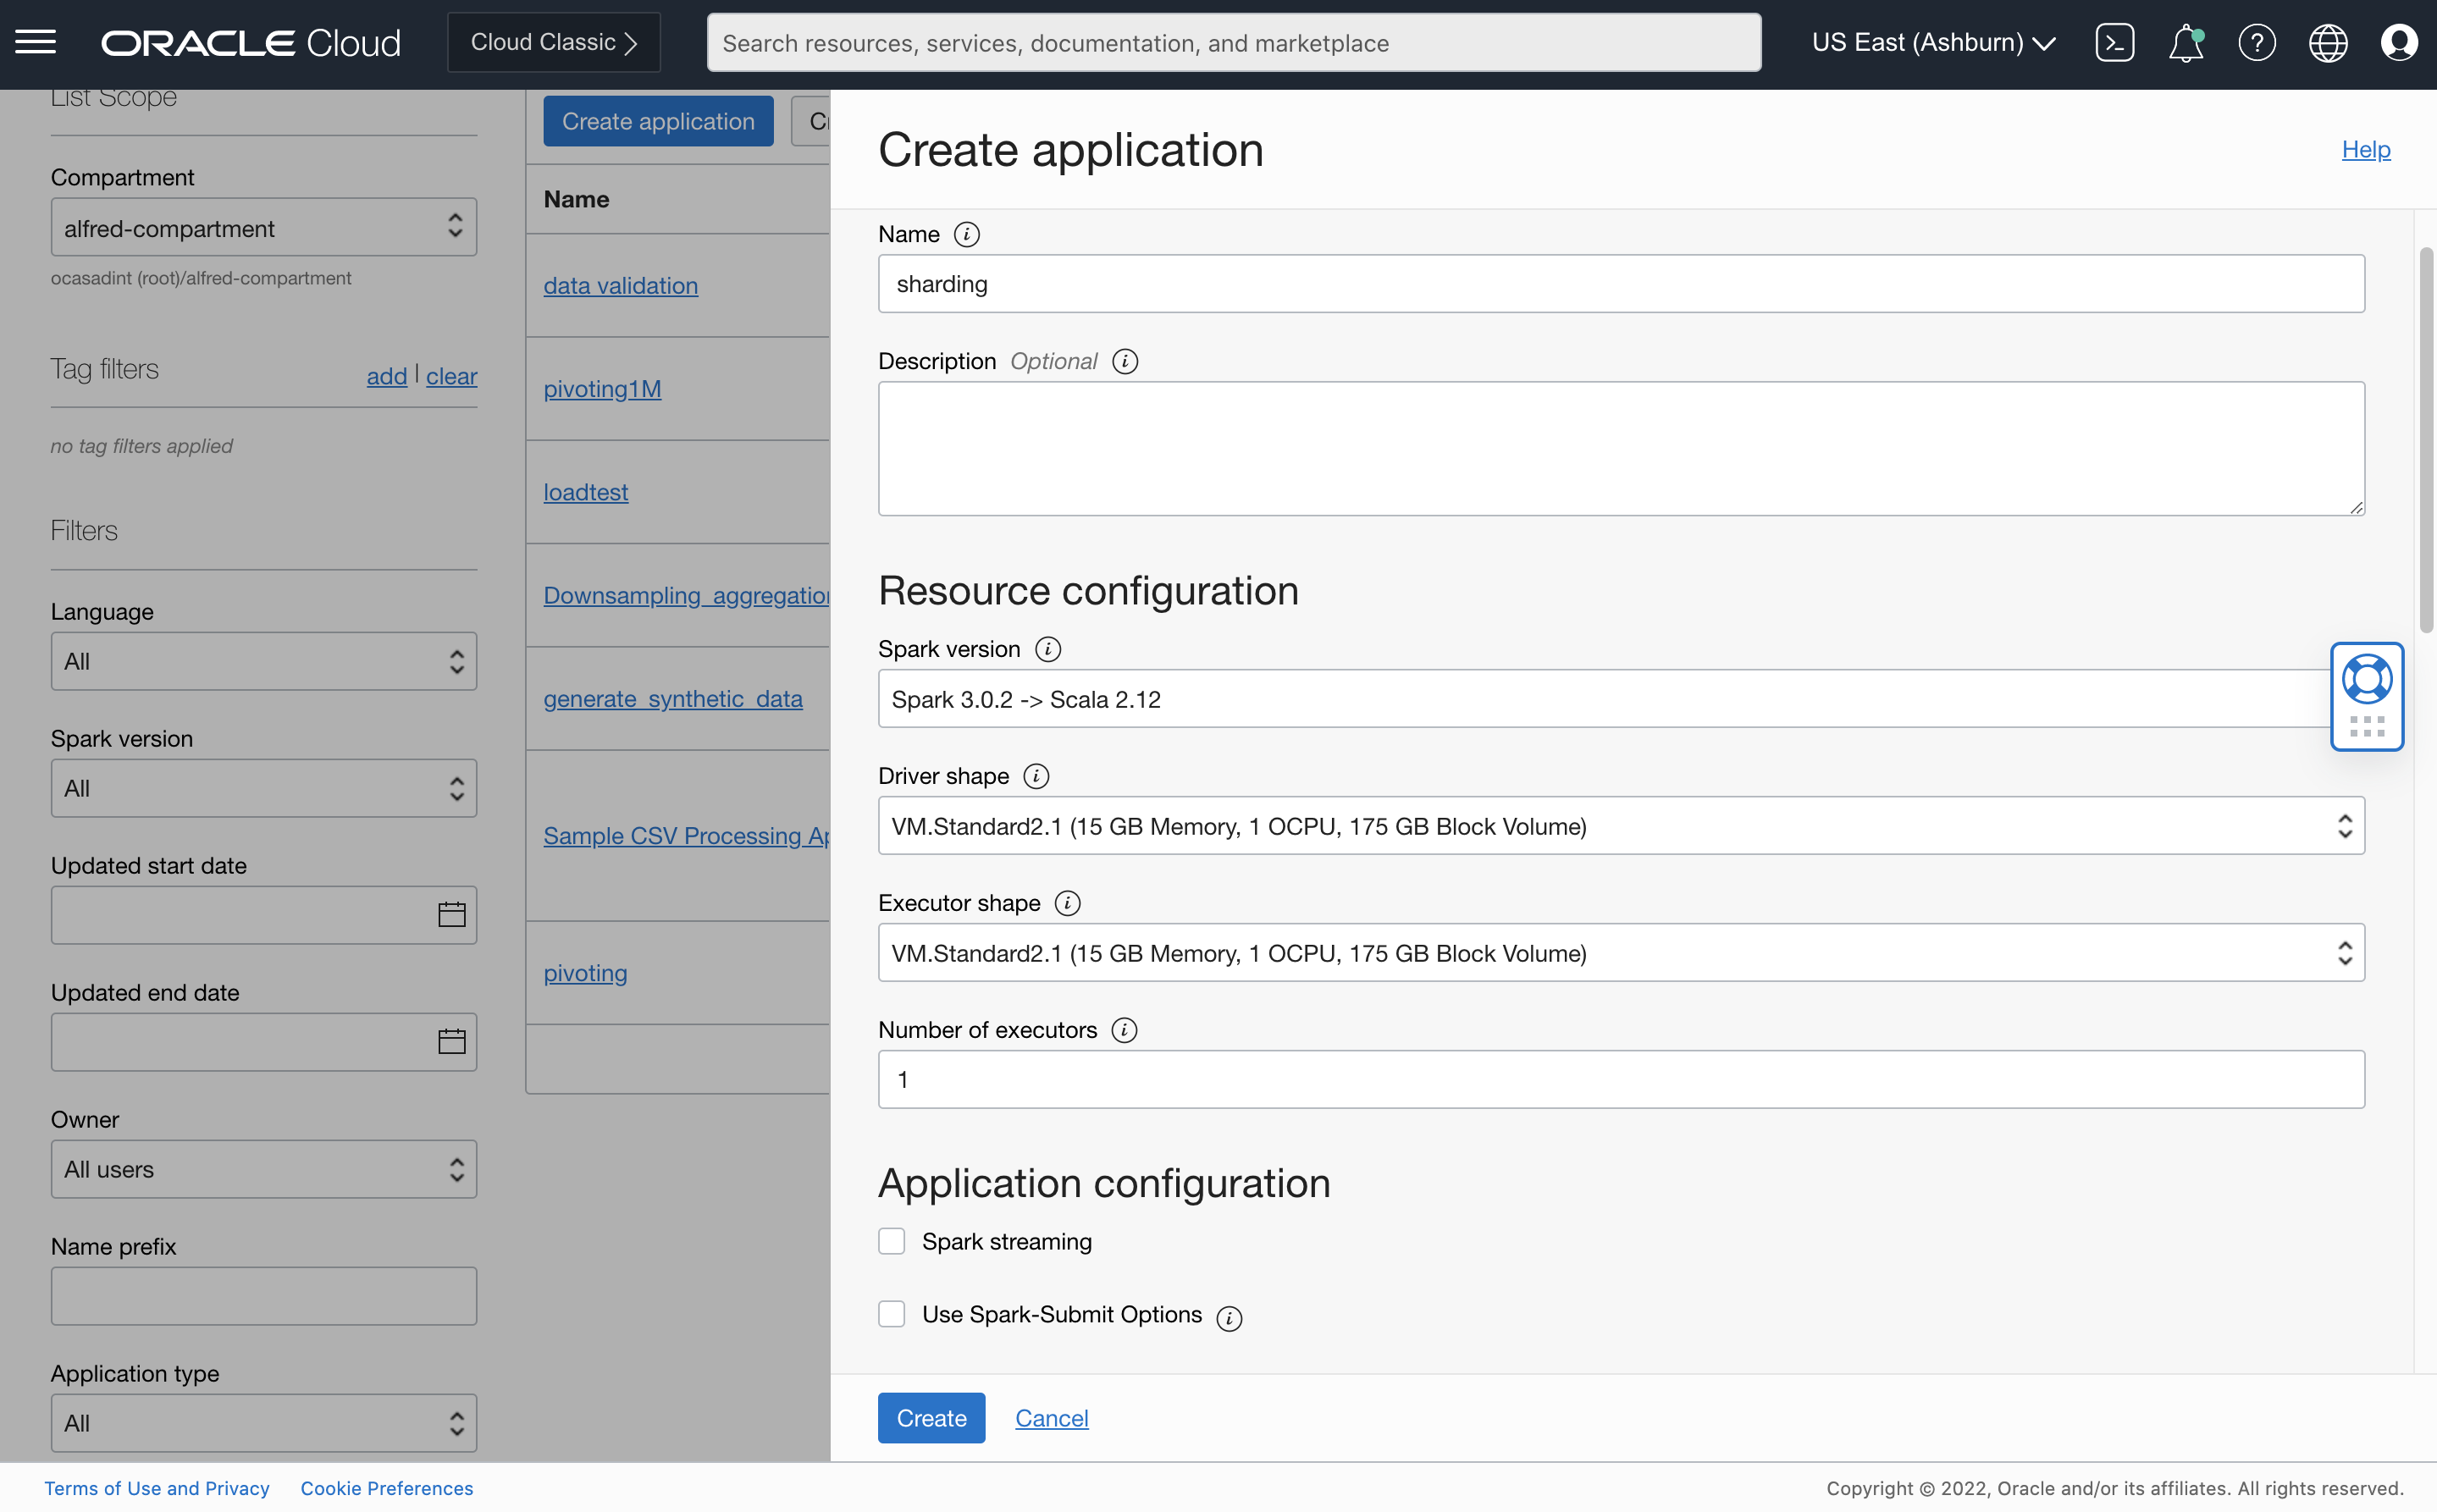 ORACLE Cloud
Cloud Classic
Search resources, services, documentation, and marketplace
US East (Ashburn)
List Scope
Compartment
alfred-compartment
ocasadint (root)/alfred-compartment
Tag filters
add | clear
no tag filters applied
Filters
Language
All
Spark version
All
Updated start date
Updated end date
Owner
All users
Name prefix
Application type
All
Create application
Name
data validation
pivoting1M
loadtest
Downsampling_aggregation
generate_synthetic_data
Sample CSV Processing Ap
pivoting
Create application
Help
Name
sharding
Description Optional
Resource configuration
Spark version
Spark 3.0.2 -> Scala 2.12
Driver shape
VM.Standard2.1 (15 GB Memory, 1 OCPU, 175 GB Block Volume)
Executor shape
VM.Standard2.1 (15 GB Memory, 1 OCPU, 175 GB Block Volume)
Number of executors
1
Application configuration
Spark streaming
Use Spark-Submit Options
Create
Cancel
Terms of Use and Privacy
Cookie Preferences
Copyright © 2022, Oracle and/or its affiliates. All rights reserved.